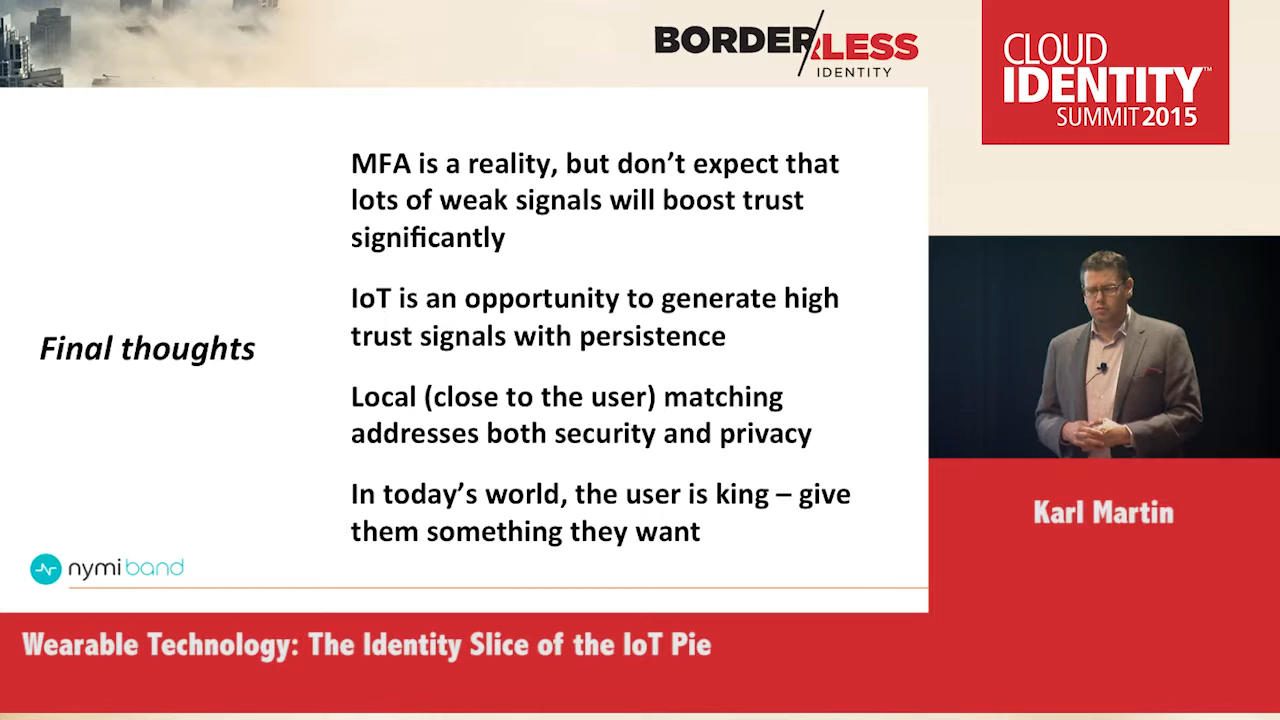 BORDERLESS
IDENTITY
CLOUD
IDENTITY™
SUMMIT 2015
MFA is a reality, but don’t expect that
lots of weak signals will boost trust
significantly
IoT is an opportunity to generate high
trust signals with persistence
Final thoughts
Local (close to the user) matching
addresses both security and privacy
In today’s world, the user is king – give
them something they want
nymi band
Karl Martin
Wearable Technology: The Identity Slice of the IoT Pie